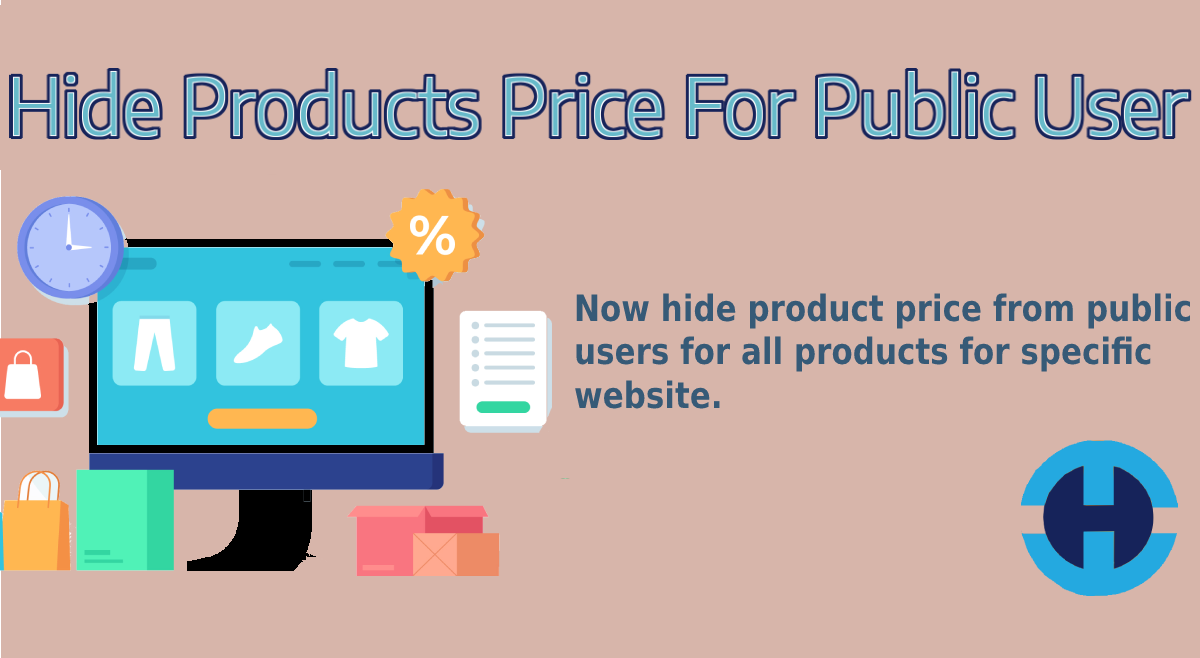 Hide Products Price For Public User
%
Now hide product price from public
users for all products for specific
website.
H